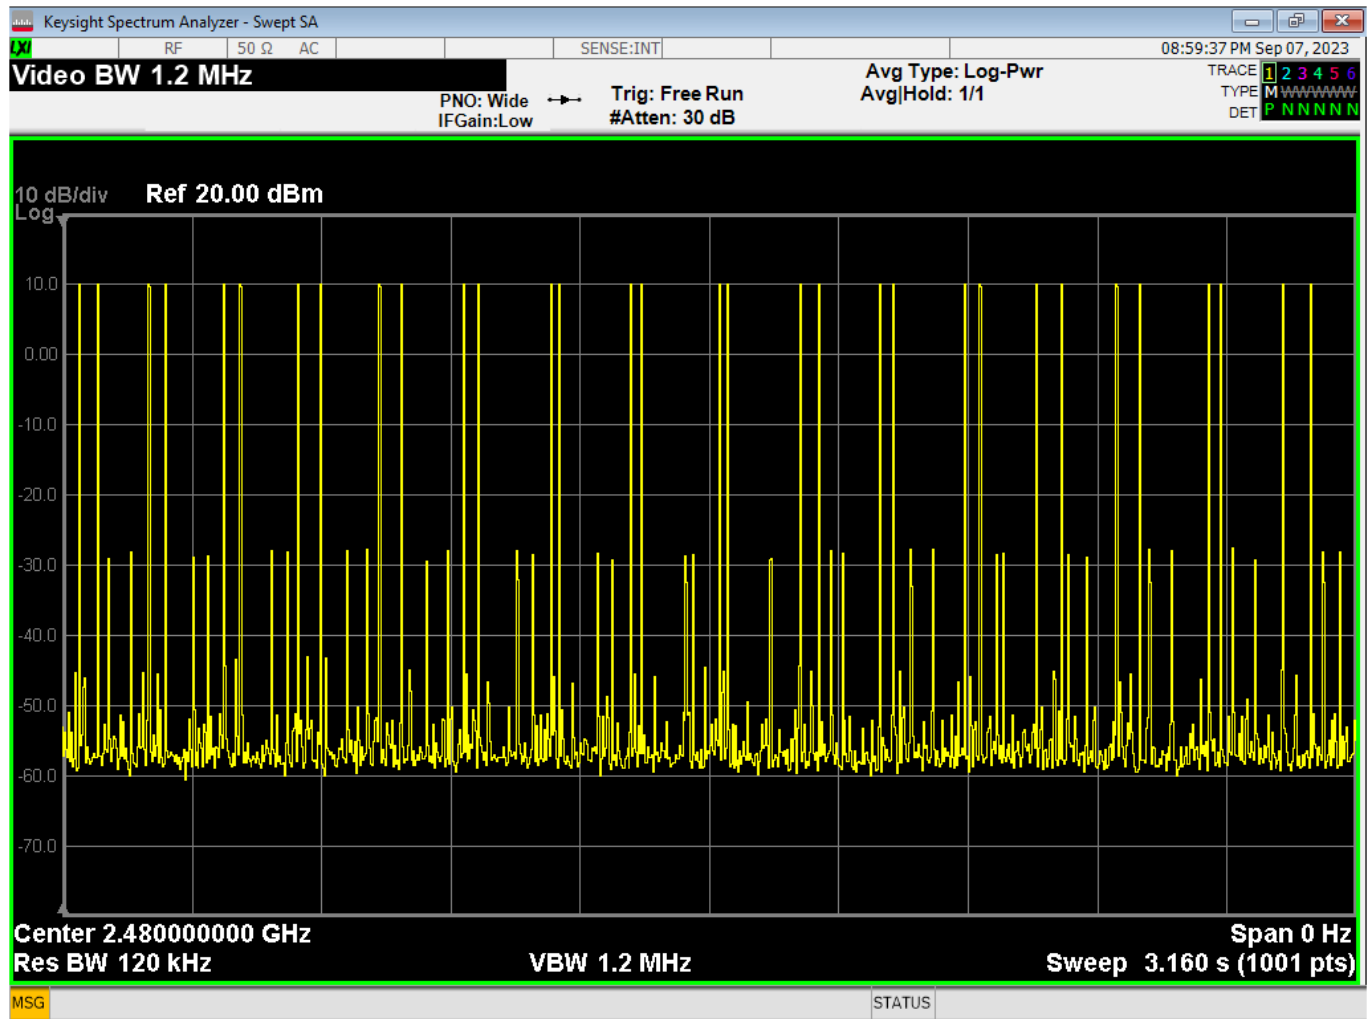 Keysight Spectrum Analyzer - Swept SA
LXI RF 50 Ω AC SENSE:INT 08:59:37 PM Sep 07, 2023
Video BW 1.2 MHz
Avg Type: Log-Pwr
TRACE 1 2 3 4 5 6
PNO: Wide
Trig: Free Run
Avg|Hold: 1/1
TYPE M WWWWW
IFGain:Low
#Atten: 30 dB
DET P N N N N N
10 dB/div
Ref 20.00 dBm
Log
10.0
0.00
-10.0
-20.0
-30.0
-40.0
-50.0
-60.0
-70.0
Center 2.480000000 GHz
Span 0 Hz
Res BW 120 kHz
VBW 1.2 MHz
Sweep 3.160 s (1001 pts)
MSG
STATUS